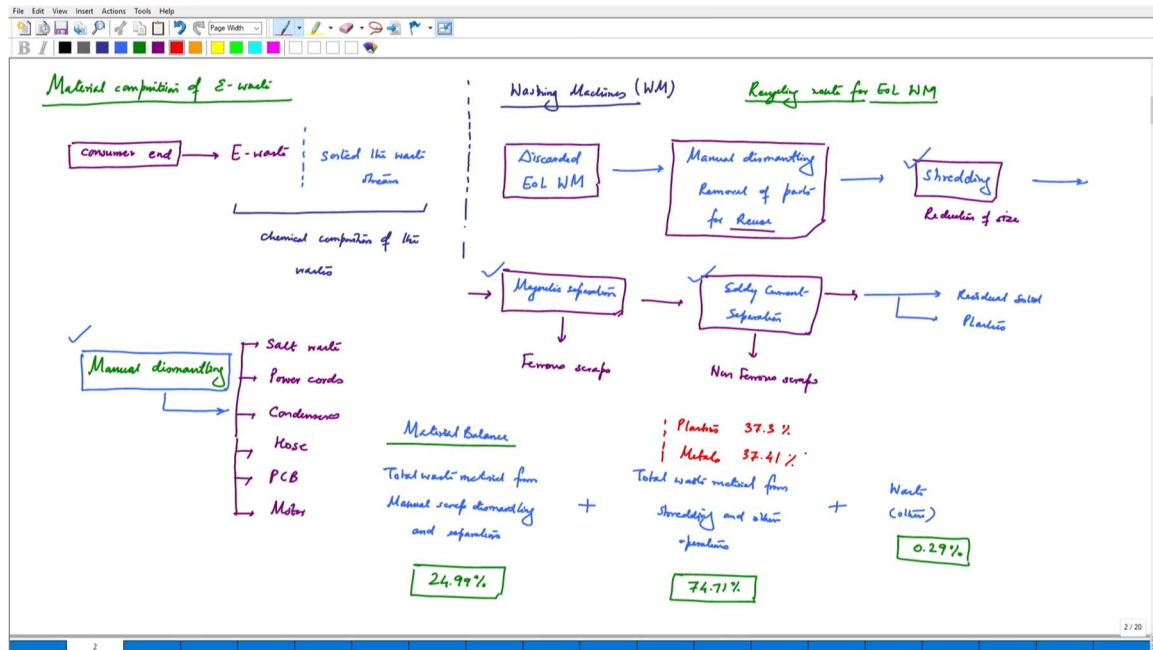 File Edit View Insert Actions Tools Help
Page Width
B I
Material composition of E-waste
Consumer end
E-waste
Sorted the waste
stream
chemical composition of the
wastes
Washing Machines (WM)
Recycling route for EoL WM
Discarded
EoL WM
Manual dismantling
Removal of parts
for Reuse
Shredding
Reduction of size
Magnetic separation
Ferrous scraps
Eddy Current
Separation
Non Ferrous scraps
Residual solid
Plastics
Manual dismantling
Salt waste
Power cords
Condensers
Hose
PCB
Motor
Material Balance
Total waste material from
Manual scrap dismantling
and separation
24.99%
+
Plastics 37.3 %
Metals 37.41 %
Total waste material from
shredding and other
operations
74.71%
+
Waste
(others)
0.29%
2 / 20
2